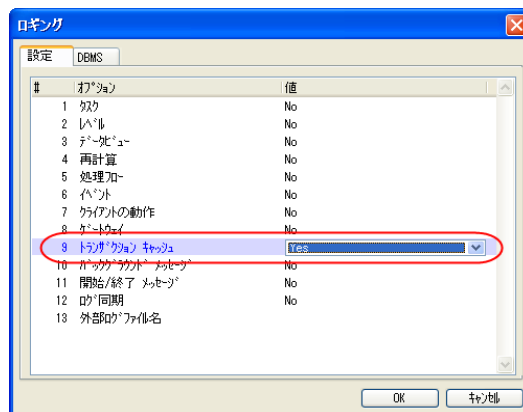 ロギング
設定 DBMS
# オプション 値
1 タスク No
2 レベル No
3 データビュー No
4 再計算 No
5 処理フロー No
6 イベント No
7 クライアントの動作 No
8 ゲートウェイ No
9 トランザクション キャッシュ Yes
10 バックグラウンド メッセージ No
11 開始/終了 メッセージ No
12 ログ同期 No
13 外部ログファイル名
OK キャンセル